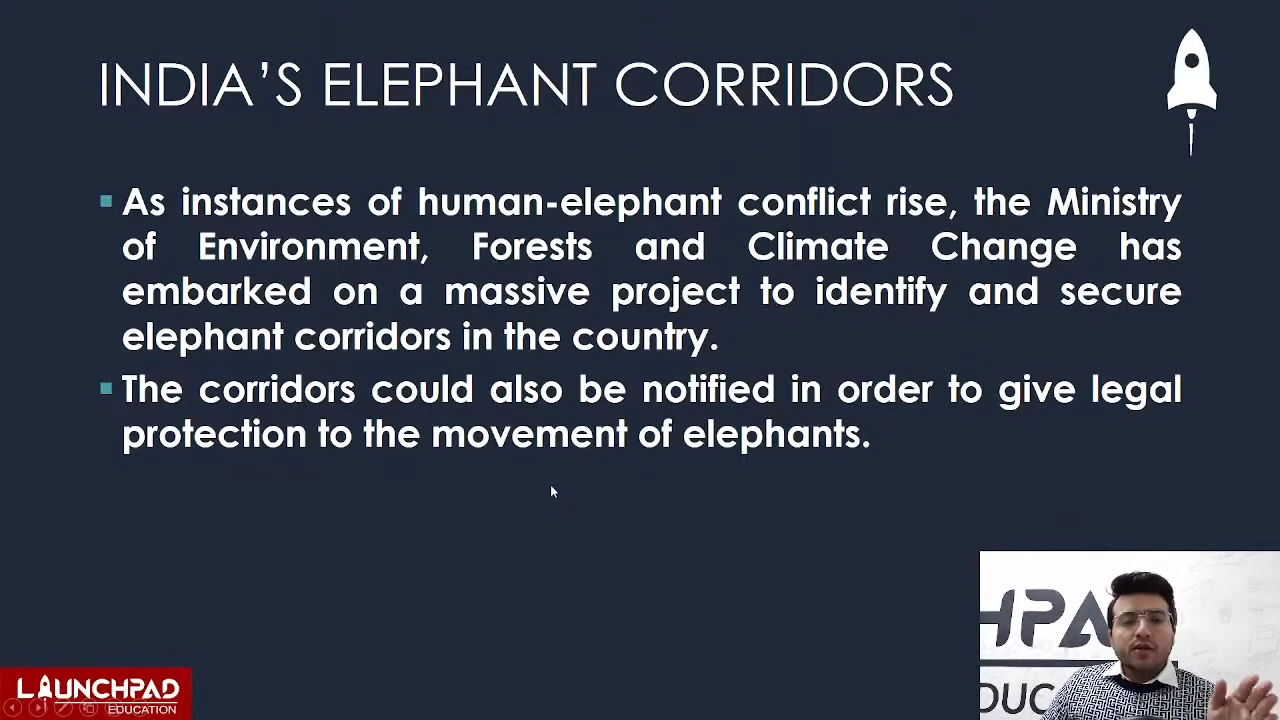 INDIA’S ELEPHANT CORRIDORS
As instances of human-elephant conflict rise, the Ministry
of Environment, Forests and Climate Change has
embarked on a massive project to identify and secure
elephant corridors in the country.
The corridors could also be notified in order to give legal
protection to the movement of elephants.
HPA
DUC
LAUNCHPAD
EDUCATION